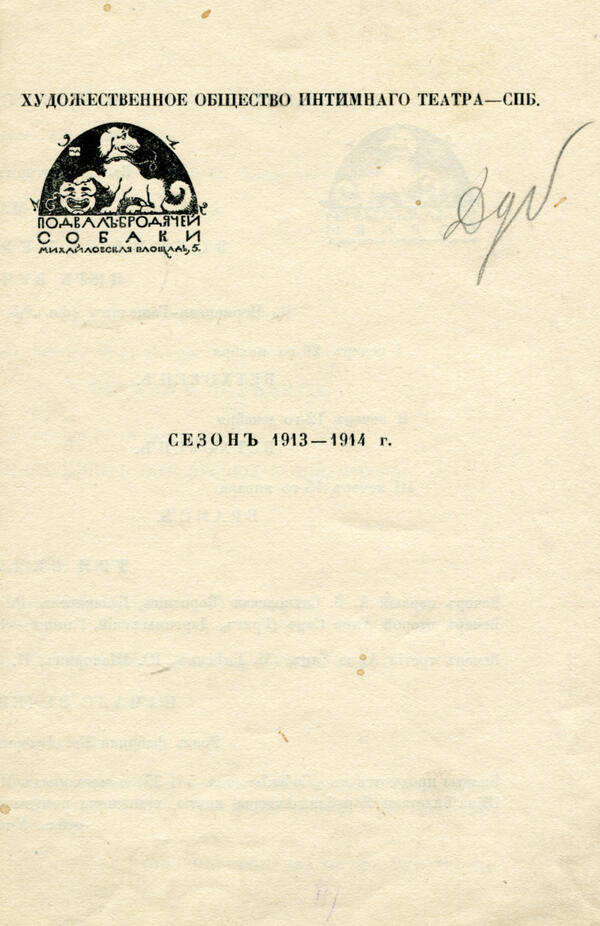 ХУДОЖЕСТВЕННОЕ ОБЩЕСТВО ИНТИМНАГО ТЕАТРА—СПБ.
ПОДВАЛЪ·БРОДЯЧЕЙ
СОБАКИ
МИХАЙЛОВСКАЯ·ПЛОЩАДЬ, 5.
СЕЗОНЪ 1913—1914 г.